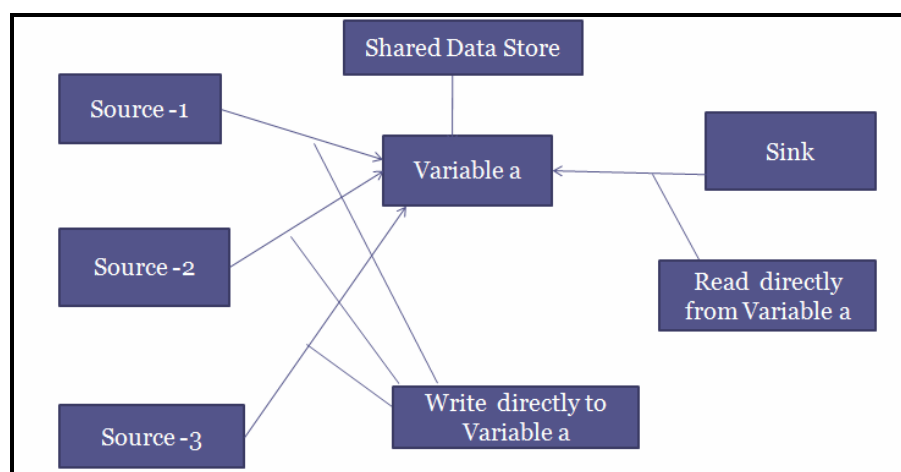 Shared Data Store
Source -1
Variable a
Sink
Source -2
Read  directly
from Variable a
Write  directly to
Variable a
Source -3